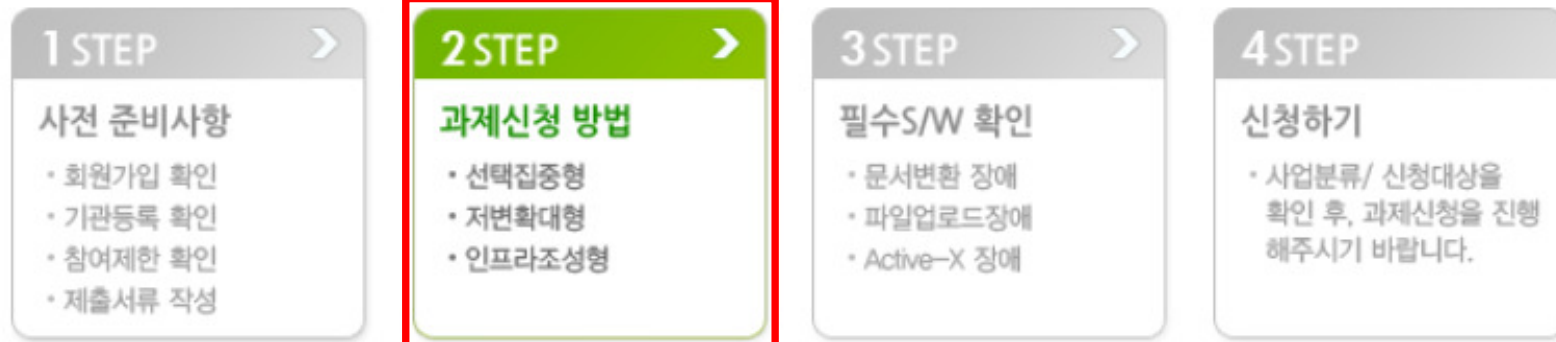 1 STEP
사전 준비사항
· 회원가입 확인
· 기관등록 확인
· 참여제한 확인
· 제출서류 작성
2 STEP
과제신청 방법
· 선택집중형
· 저변확대형
· 인프라조성형
3 STEP
필수S/W 확인
· 문서변환 장애
· 파일업로드장애
· Active-X 장애
4 STEP
신청하기
· 사업분류/ 신청대상을
확인 후, 과제신청을 진행
해주시기 바랍니다.